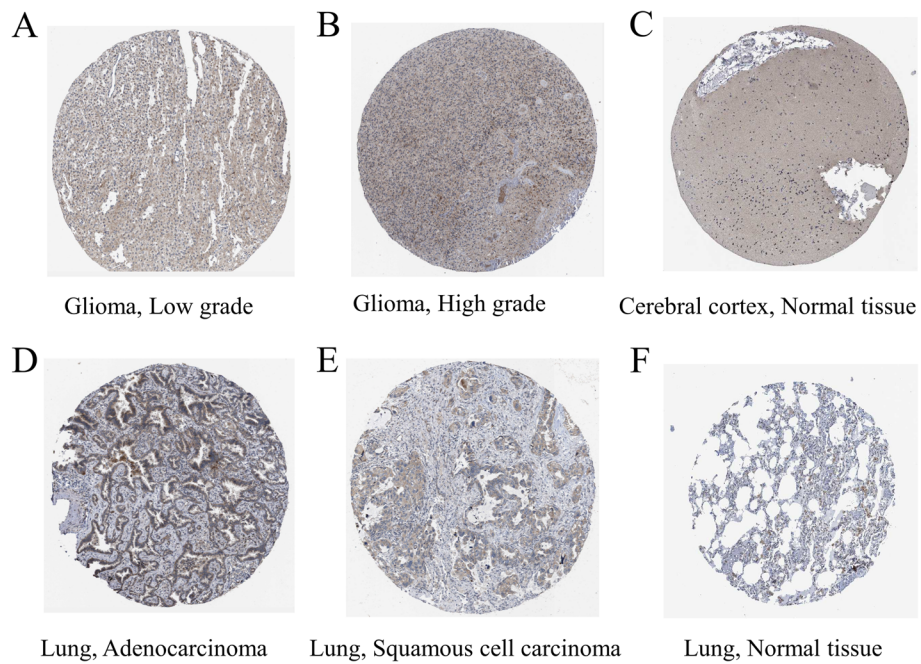 A
B
C
Glioma, Low grade
Glioma, High grade
Cerebral cortex, Normal tissue
D
E
F
Lung, Adenocarcinoma
Lung, Squamous cell carcinoma
Lung, Normal tissue